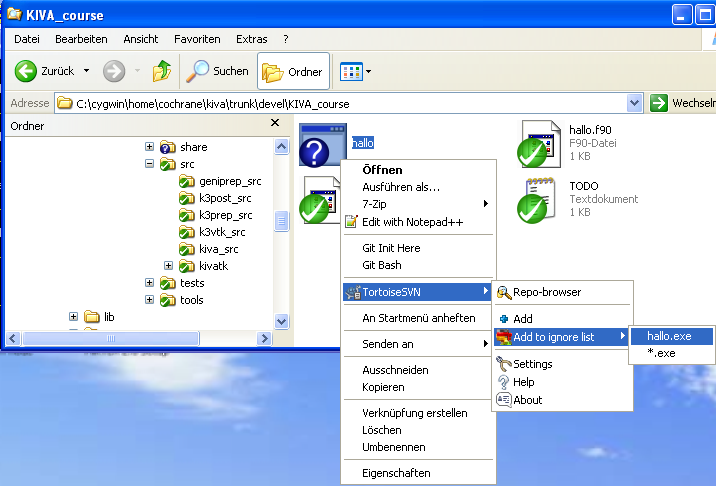 KIVA_course
Datei Bearbeiten Ansicht Favoriten Extras ?
Zurück Suchen Ordner
Adresse C:\cygwin\home\cochrane\kiva\trunk\devel\KIVA_course Wechseln
Ordner
share
src
geniprep_src
k3post_src
k3prep_src
k3vtk_src
kiva_src
kivatk
tests
tools
lib
hallo
hallo.f90
F90-Datei
1 KB
TODO
Textdokument
1 KB
Öffnen
Ausführen als...
7-Zip
Edit with Notepad++
Git Init Here
Git Bash
TortoiseSVN
An Startmenü anheften
Senden an
Ausschneiden
Kopieren
Verknüpfung erstellen
Löschen
Umbenennen
Eigenschaften
Repo-browser
Add
Add to ignore list
Settings
Help
About
hallo.exe
*.exe